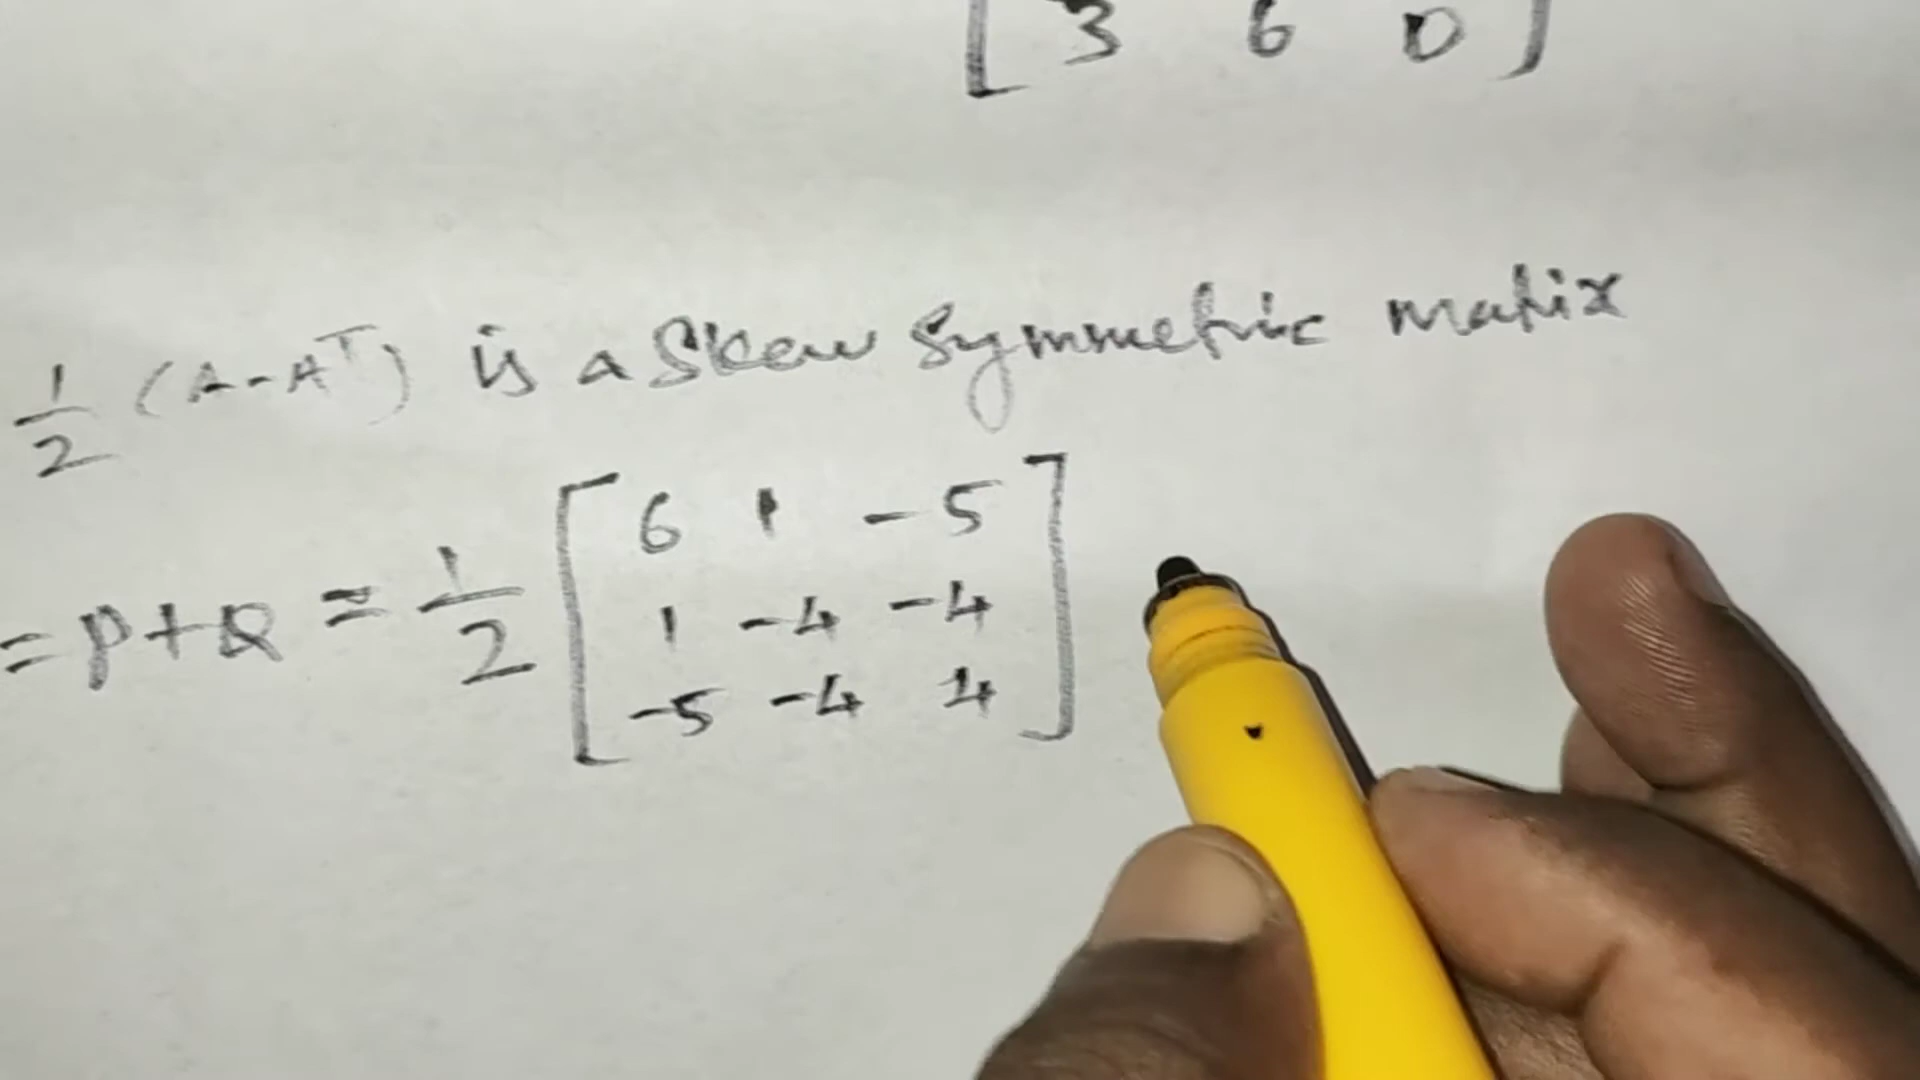 3 6 0
1/2 (A-Aᵀ) is a Skew Symmetric matix
= P+Q = 1/2 [ 6 1 -5
1 -4 -4
-5 -4 4 ]